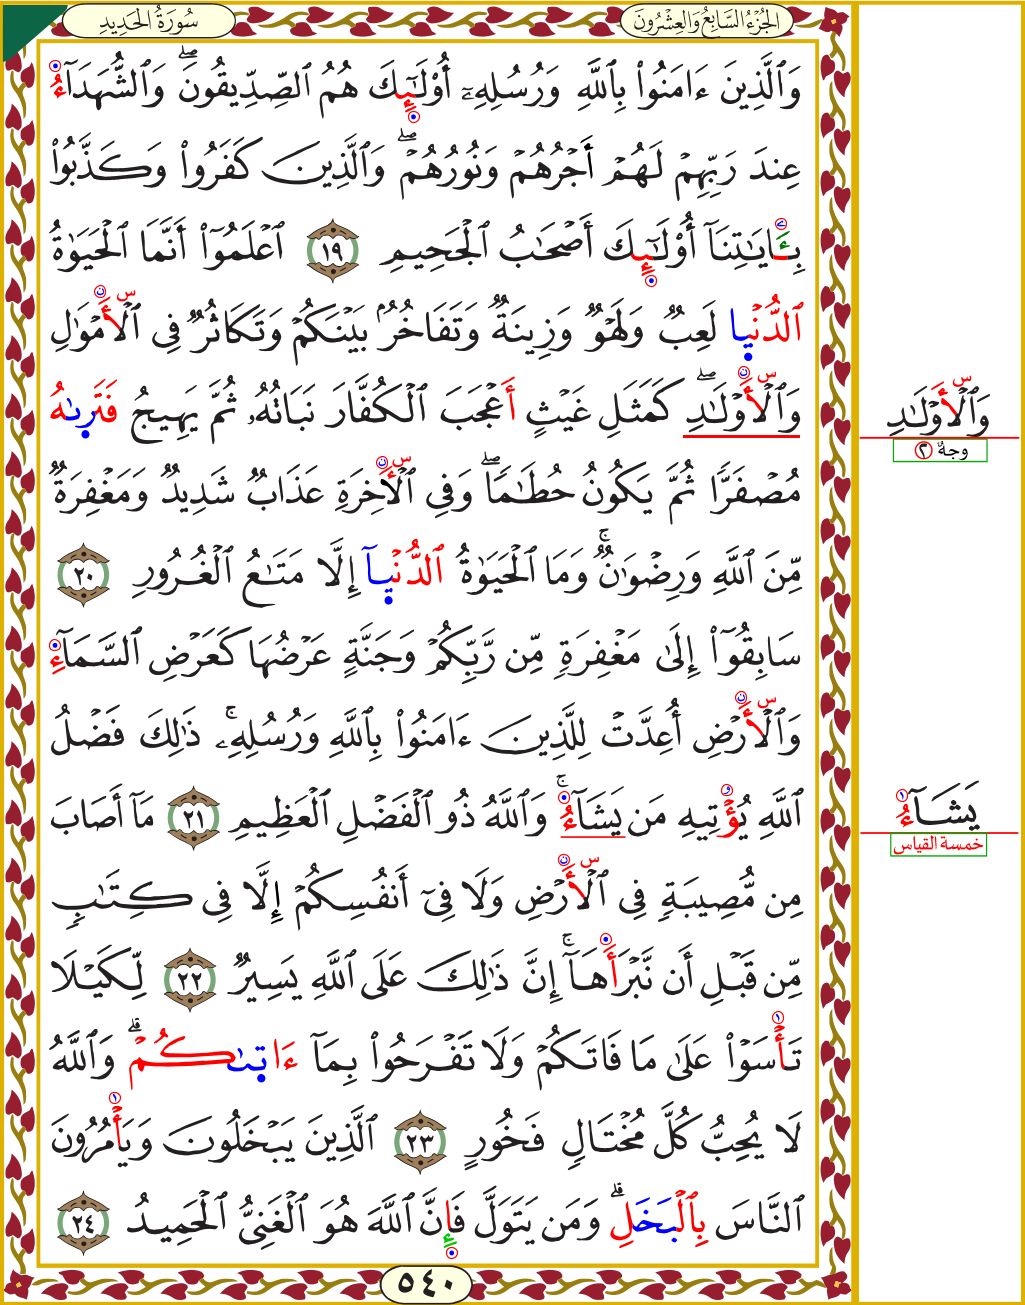 سُورَةُ الحَدِيدِ
الجُزْءُ السَّابِعُ وَالعِشْرُونَ
وَٱلَّذِينَ ءَامَنُوا۟ بِٱللَّهِ وَرُسُلِهِۦٓ أُو۟لَٰٓئِكَ هُمُ ٱلصِّدِّيقُونَۖ وَٱلشُّهَدَآءُ
عِندَ رَبِّهِمْ لَهُمْ أَجْرُهُمْ وَنُورُهُمْۖ وَٱلَّذِينَ كَفَرُوا۟ وَكَذَّبُوا۟
بِـَٔايَٰتِنَآ أُو۟لَٰٓئِكَ أَصْحَٰبُ ٱلْجَحِيمِ ١٩ ٱعْلَمُوٓا۟ أَنَّمَا ٱلْحَيَوٰةُ
ٱلدُّنْيَا لَعِبٌ وَلَهْوٌ وَزِينَةٌ وَتَفَاخُرٌۢ بَيْنَكُمْ وَتَكَاثُرٌ فِى ٱلْأَمْوَٰلِ
وَٱلْأَوْلَٰدِۖ كَمَثَلِ غَيْثٍ أَعْجَبَ ٱلْكُفَّارَ نَبَاتُهُۥ ثُمَّ يَهِيجُ فَتَرَىٰهُ
مُصْفَرًّا ثُمَّ يَكُونُ حُطَٰمًاۖ وَفِى ٱلْأَخِرَةِ عَذَابٌ شَدِيدٌ وَمَغْفِرَةٌ
مِّنَ ٱللَّهِ وَرِضْوَٰنٌۚ وَمَا ٱلْحَيَوٰةُ ٱلدُّنْيَآ إِلَّا مَتَٰعُ ٱلْغُرُورِ ٢٠
سَابِقُوٓا۟ إِلَىٰ مَغْفِرَةٍ مِّن رَّبِّكُمْ وَجَنَّةٍ عَرْضُهَا كَعَرْضِ ٱلسَّمَآءِ
وَٱلْأَرْضِ أُعِدَّتْ لِلَّذِينَ ءَامَنُوا۟ بِٱللَّهِ وَرُسُلِهِۦۚ ذَٰلِكَ فَضْلُ
ٱللَّهِ يُؤْتِيهِ مَن يَشَآءُۚ وَٱللَّهُ ذُو ٱلْفَضْلِ ٱلْعَظِيمِ ٢١ مَآ أَصَابَ
مِن مُّصِيبَةٍ فِى ٱلْأَرْضِ وَلَا فِىٓ أَنفُسِكُمْ إِلَّا فِى كِتَٰبٍ
مِّن قَبْلِ أَن نَّبْرَأَهَآۚ إِنَّ ذَٰلِكَ عَلَى ٱللَّهِ يَسِيرٌ ٢٢ لِّكَيْلَا
تَأْسَوْا۟ عَلَىٰ مَا فَاتَكُمْ وَلَا تَفْرَحُوا۟ بِمَآ ءَاتَىٰكُمْۗ وَٱللَّهُ
لَا يُحِبُّ كُلَّ مُخْتَالٍ فَخُورٍ ٢٣ ٱلَّذِينَ يَبْخَلُونَ وَيَأْمُرُونَ
ٱلنَّاسَ بِٱلْبَخَلِۗ وَمَن يَتَوَلَّ فَإِنَّ ٱللَّهَ هُوَ ٱلْغَنِىُّ ٱلْحَمِيدُ ٢٤
وَٱلْأَوْلَٰدِ
وجهٌ ٢
يَشَآءُ
خمسة القياس
٥٤٠